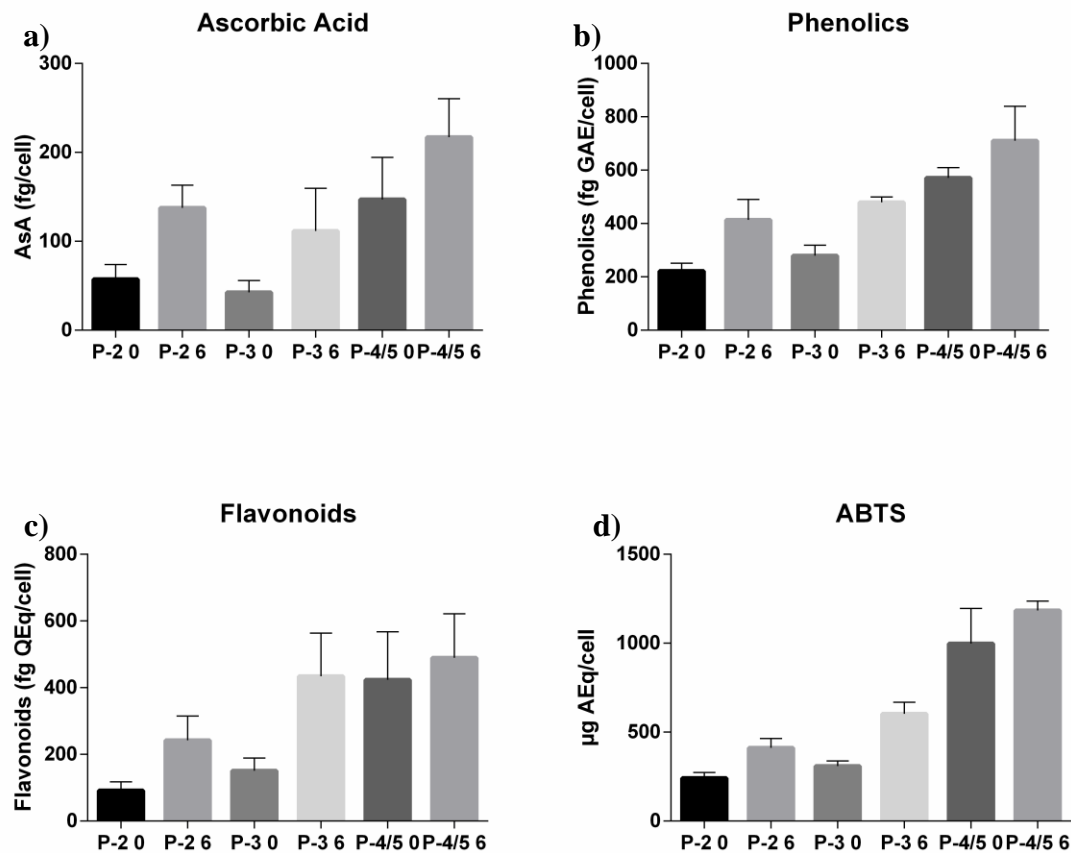 a)
Ascorbic Acid
300
200
100
0
AsA (fg/cell)
P-2 0 P-2 6 P-3 0 P-3 6 P-4/5 0 P-4/5 6
b)
Phenolics
1000
800
600
400
200
0
Phenolics (fg GAE/cell)
P-2 0 P-2 6 P-3 0 P-3 6 P-4/5 0 P-4/5 6
c)
Flavonoids
800
600
400
200
0
Flavonoids (fg QEq/cell)
P-2 0 P-2 6 P-3 0 P-3 6 P-4/5 0 P-4/5 6
d)
ABTS
1500
1000
500
0
µg AEq/cell
P-2 0 P-2 6 P-3 0 P-3 6 P-4/5 0 P-4/5 6